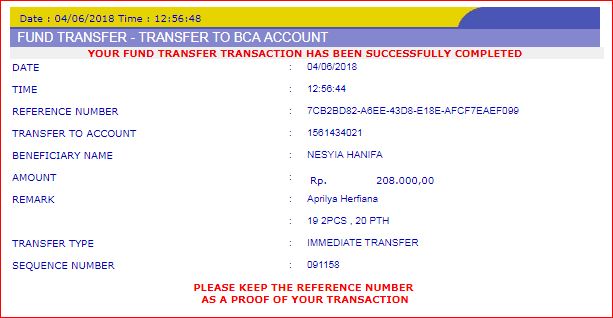 Date : 04/06/2018 Time : 12:56:48
FUND TRANSFER - TRANSFER TO BCA ACCOUNT
YOUR FUND TRANSFER TRANSACTION HAS BEEN SUCCESSFULLY COMPLETED
DATE : 04/06/2018
TIME : 12:56:44
REFERENCE NUMBER : 7CB2BD82-A6EE-43D8-E18E-AFCF7EAEF099
TRANSFER TO ACCOUNT : 1561434021
BENEFICIARY NAME : NESYIA HANIFA
AMOUNT : Rp. 208.000,00
REMARK : Aprilya Herfiana
: 19 2PCS , 20 PTH
TRANSFER TYPE : IMMEDIATE TRANSFER
SEQUENCE NUMBER : 091158
PLEASE KEEP THE REFERENCE NUMBER
AS A PROOF OF YOUR TRANSACTION